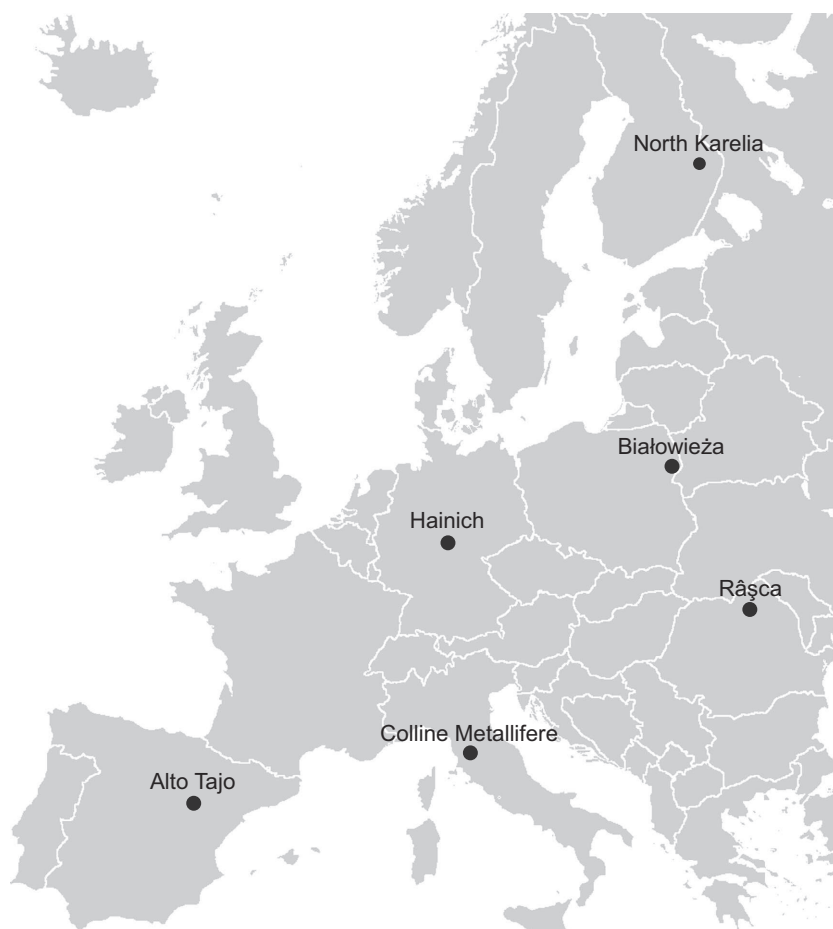 North Karelia
Białowieża
Hainich
Râşca
Colline Metallifere
Alto Tajo